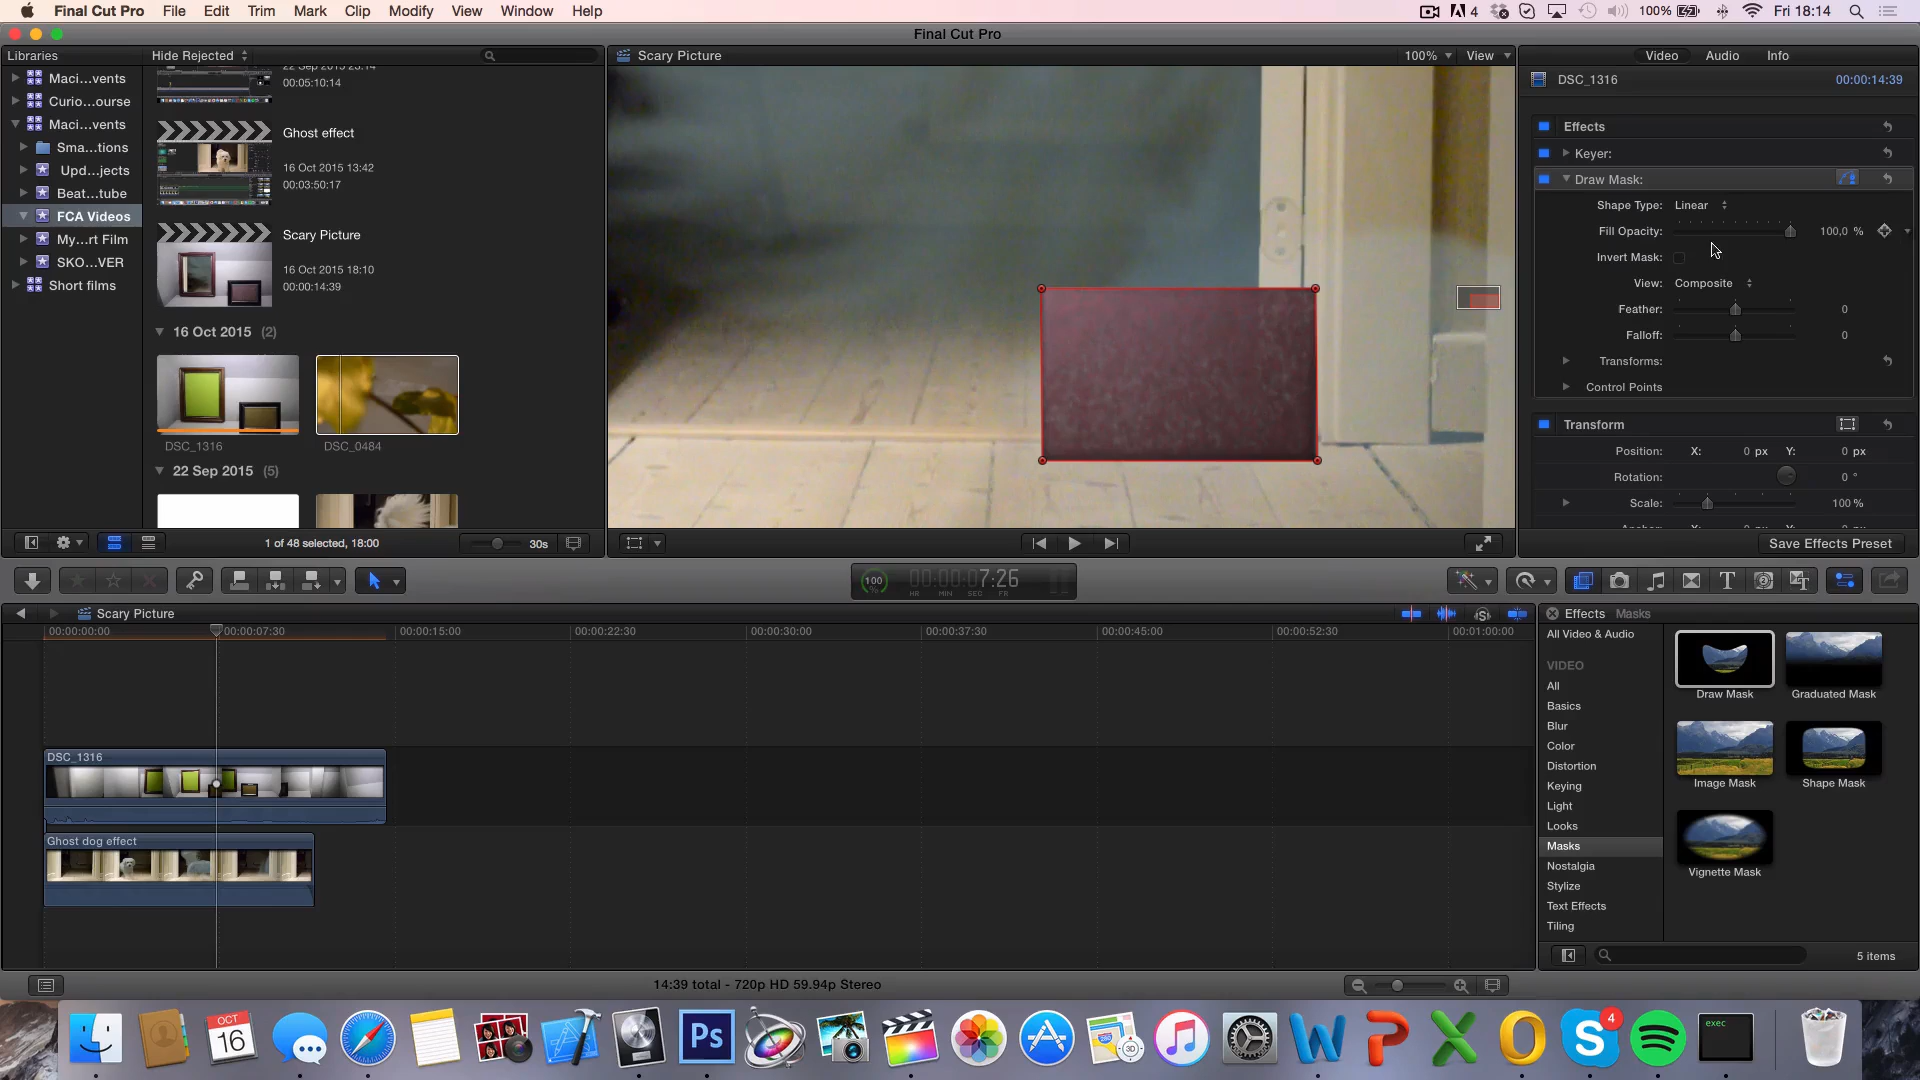 Final Cut Pro File Edit Trim Mark Clip Modify View Window Help 4 100% Fri 18:14
Final Cut Pro
Libraries Hide Rejected Scary Picture 100% View Video Audio Info
Maci...vents
Curio...ourse
Maci...vents
Sma...tions
Upd...jects
Beat...tube
FCA Videos
My...rt Film
SKO...VER
Short films
00:05:10:14
Ghost effect
16 Oct 2015 13:42
00:03:50:17
Scary Picture
16 Oct 2015 18:10
00:00:14:39
16 Oct 2015 (2)
DSC_1316 DSC_0484
22 Sep 2015 (5)
1 of 48 selected, 18:00 30s
DSC_1316 00:00:14:39
Effects
Keyer:
Draw Mask:
Shape Type: Linear
Fill Opacity: 100,0 %
Invert Mask:
View: Composite
Feather: 0
Falloff: 0
Transforms:
Control Points
Transform
Position: X: 0 px Y: 0 px
Rotation: 0 °
Scale: 100 %
Save Effects Preset
100 % 00:00:07:26
HR MIN SEC FR
Scary Picture
00:00:00:00 00:00:07:30 00:00:15:00 00:00:22:30 00:00:30:00 00:00:37:30 00:00:45:00 00:00:52:30 00:01:00:00
DSC_1316
Ghost dog effect
Effects Masks
All Video & Audio
VIDEO
All
Basics
Blur
Color
Distortion
Keying
Light
Looks
Masks
Nostalgia
Stylize
Text Effects
Tiling
Draw Mask Graduated Mask
Image Mask Shape Mask
Vignette Mask
5 items
14:39 total - 720p HD 59.94p Stereo
OCT
16
Ps
4
exec